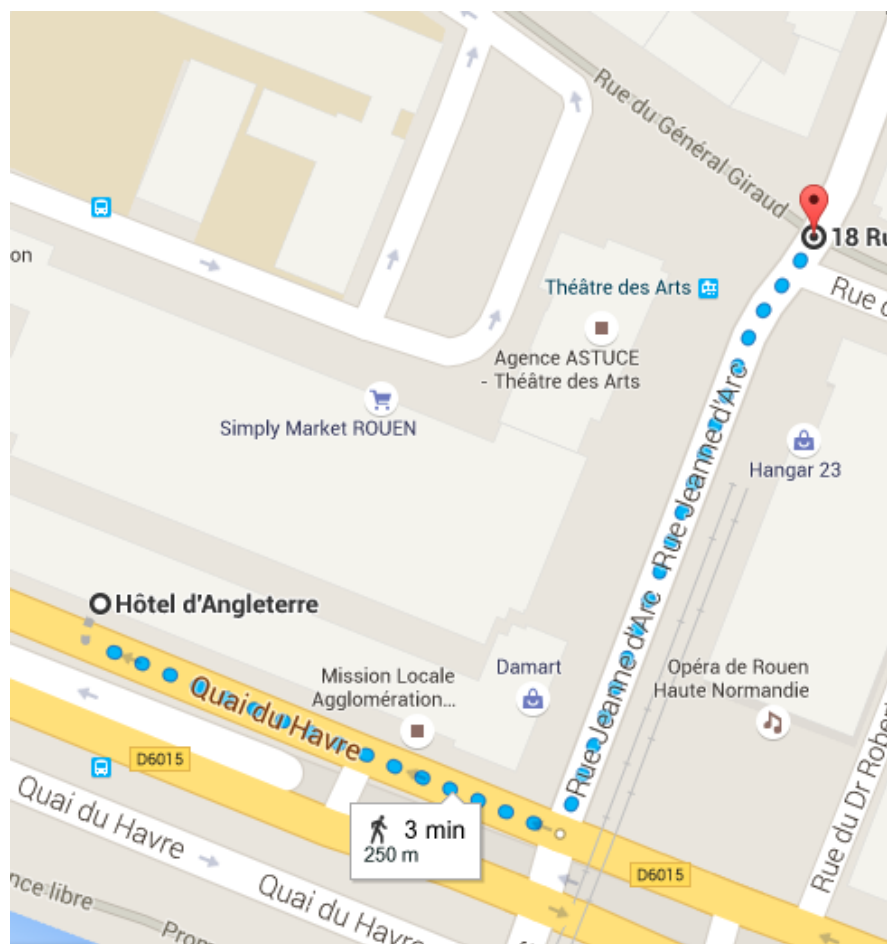 Rue du Général Giraud
18 Ru
on
Théâtre des Arts
Rue d
Agence ASTUCE
- Théâtre des Arts
Rue Jeanne d'Arc
Simply Market ROUEN
Hangar 23
Hôtel d'Angleterre
Rue Jeanne d'Arc
Mission Locale
Agglomération...
Damart
Opéra de Rouen
Haute Normandie
Quai du Havre
D6015
Rue du Dr Robert
Quai du Havre
3 min
250 m
D6015
Quai du Havre
nce libre
Prom